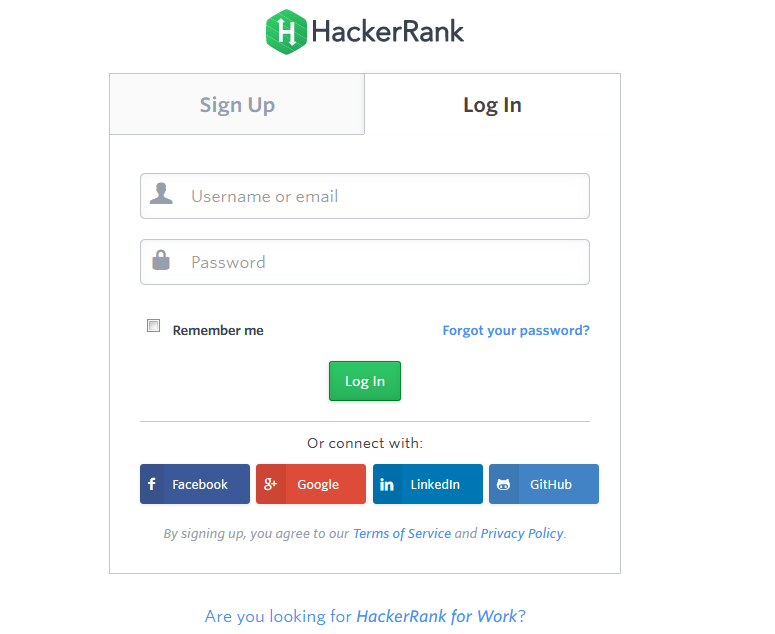 HackerRank
Sign Up Log In
Username or email
Password
Remember me Forgot your password?
Log In
Or connect with:
Facebook Google LinkedIn GitHub
By signing up, you agree to our Terms of Service and Privacy Policy.
Are you looking for HackerRank for Work?